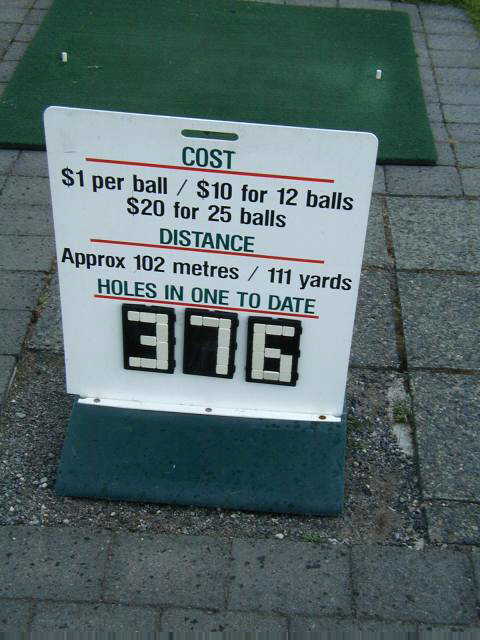 COST
$1 per ball / $10 for 12 balls
$20 for 25 balls
DISTANCE
Approx 102 metres / 111 yards
HOLES IN ONE TO DATE
376